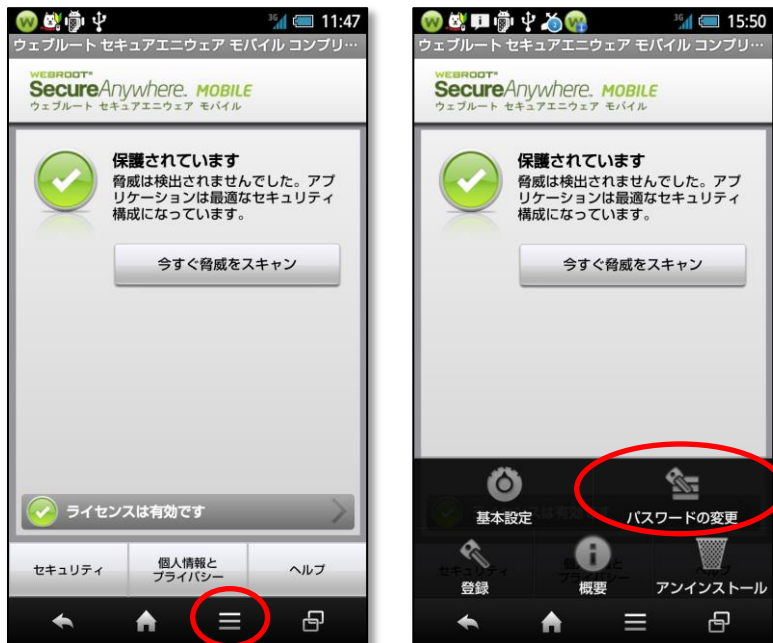 3G 11:47
ウェブルート セキュアエニウェア モバイル コンプリ…
WEBROOT®
SecureAnywhere. MOBILE
ウェブルート セキュアエニウェア モバイル
保護されています
脅威は検出されませんでした。アプ
リケーションは最適なセキュリティ
構成になっています。
今すぐ脅威をスキャン
ライセンスは有効です
セキュリティ
個人情報と
プライバシー
ヘルプ
3G 15:50
ウェブルート セキュアエニウェア モバイル コンプリ…
WEBROOT®
SecureAnywhere. MOBILE
ウェブルート セキュアエニウェア モバイル
保護されています
脅威は検出されませんでした。アプ
リケーションは最適なセキュリティ
構成になっています。
今すぐ脅威をスキャン
基本設定
パスワードの変更
登録
概要
アンインストール